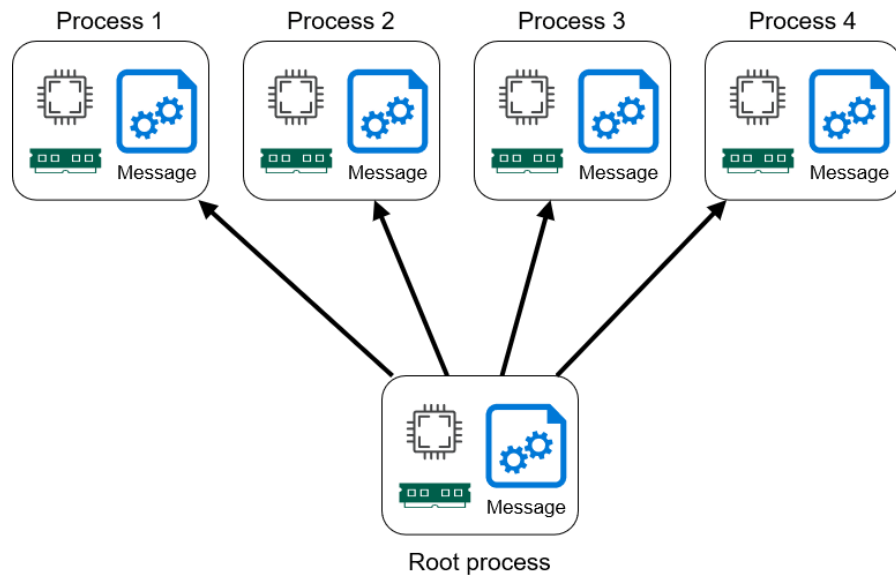 Process 1
Process 2
Process 3
Process 4
Message
Message
Message
Message
Message
Root process